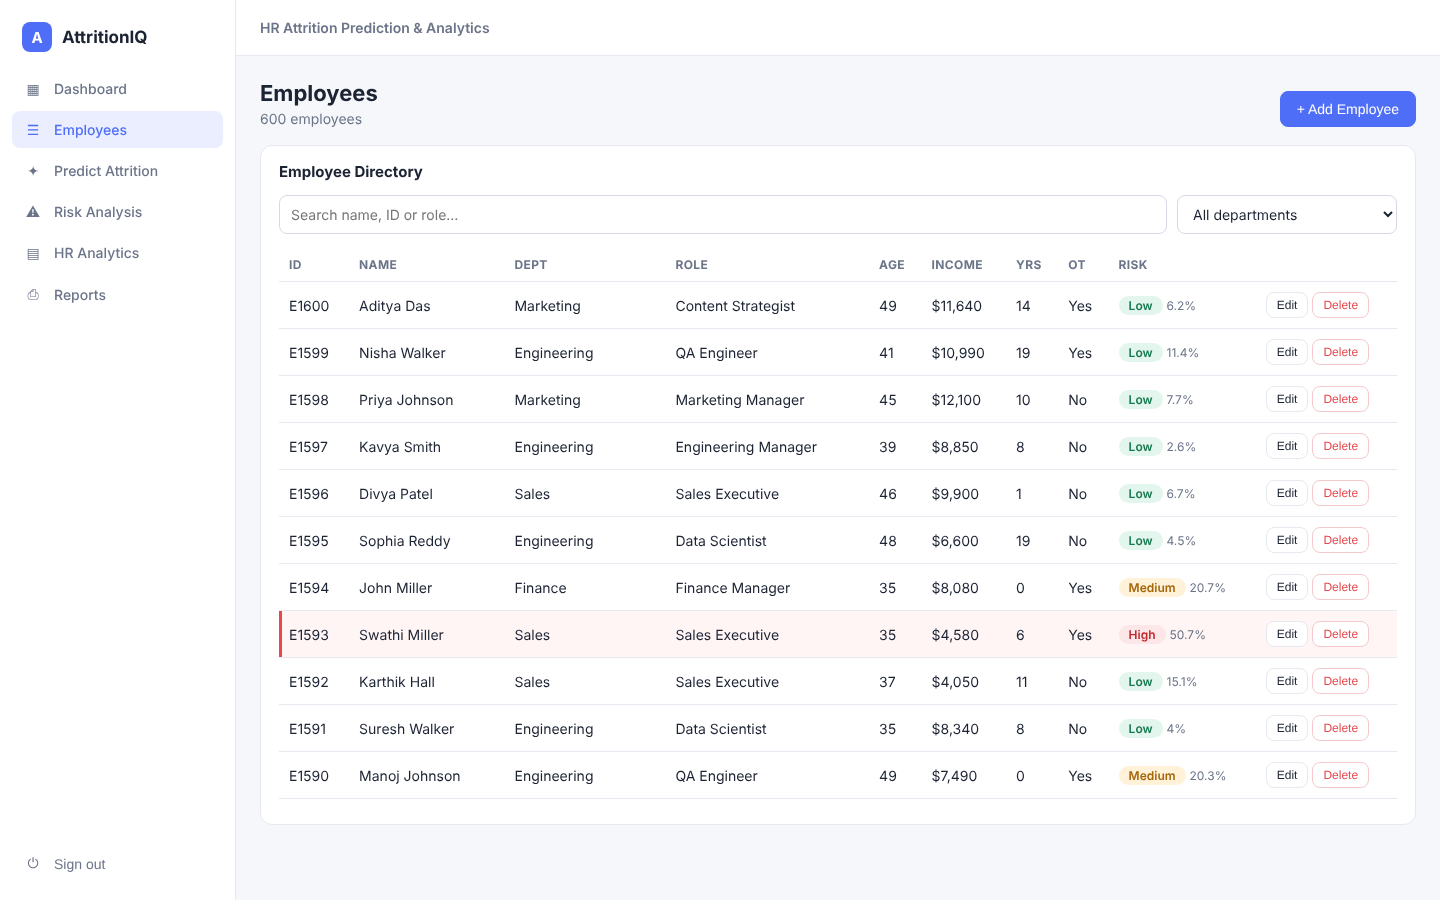 A AttritionIQ
Dashboard
Employees
Predict Attrition
Risk Analysis
HR Analytics
Reports
Sign out
HR Attrition Prediction & Analytics
Employees
600 employees
+ Add Employee
Employee Directory
Search name, ID or role...
All departments
ID NAME DEPT ROLE AGE INCOME YRS OT RISK
E1600 Aditya Das Marketing Content Strategist 49 $11,640 14 Yes Low 6.2% Edit Delete
E1599 Nisha Walker Engineering QA Engineer 41 $10,990 19 Yes Low 11.4% Edit Delete
E1598 Priya Johnson Marketing Marketing Manager 45 $12,100 10 No Low 7.7% Edit Delete
E1597 Kavya Smith Engineering Engineering Manager 39 $8,850 8 No Low 2.6% Edit Delete
E1596 Divya Patel Sales Sales Executive 46 $9,900 1 No Low 6.7% Edit Delete
E1595 Sophia Reddy Engineering Data Scientist 48 $6,600 19 No Low 4.5% Edit Delete
E1594 John Miller Finance Finance Manager 35 $8,080 0 Yes Medium 20.7% Edit Delete
E1593 Swathi Miller Sales Sales Executive 35 $4,580 6 Yes High 50.7% Edit Delete
E1592 Karthik Hall Sales Sales Executive 37 $4,050 11 No Low 15.1% Edit Delete
E1591 Suresh Walker Engineering Data Scientist 35 $8,340 8 No Low 4% Edit Delete
E1590 Manoj Johnson Engineering QA Engineer 49 $7,490 0 Yes Medium 20.3% Edit Delete